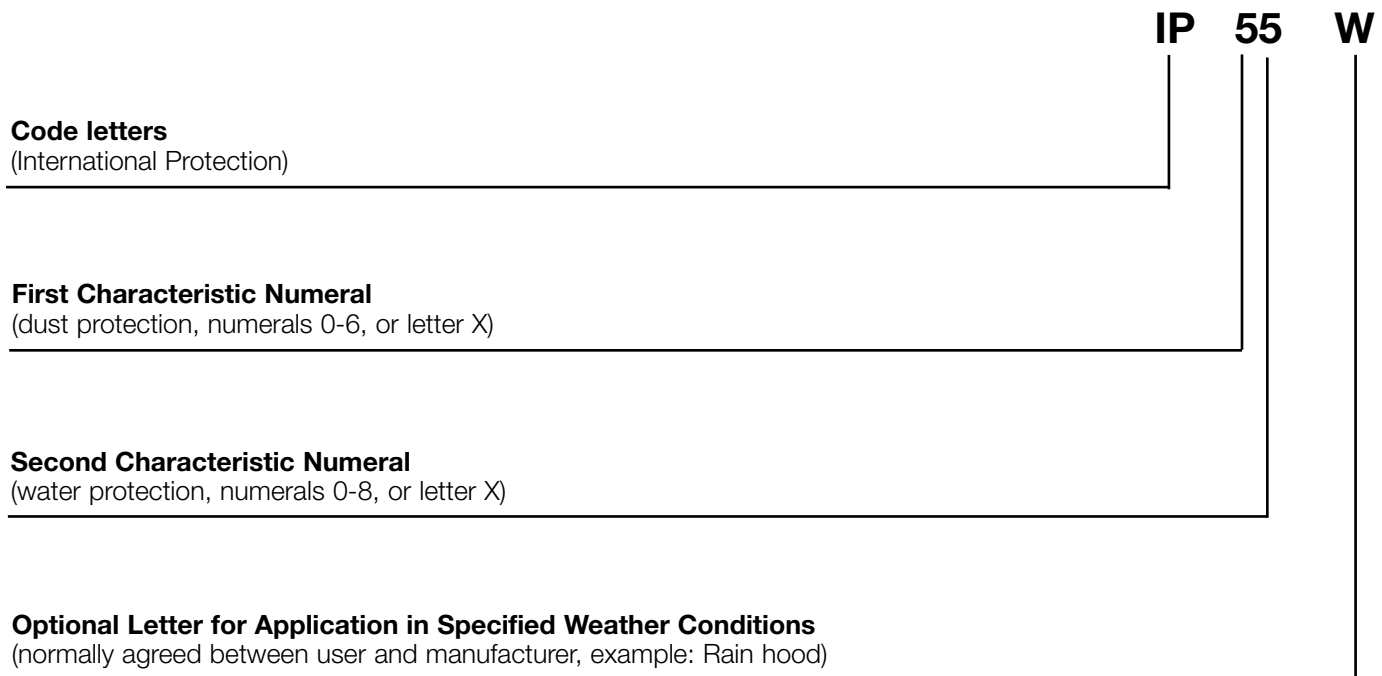 IP 55 W
Code letters
(International Protection)
First Characteristic Numeral
(dust protection, numerals 0-6, or letter X)
Second Characteristic Numeral
(water protection, numerals 0-8, or letter X)
Optional Letter for Application in Specified Weather Conditions
(normally agreed between user and manufacturer, example: Rain hood)